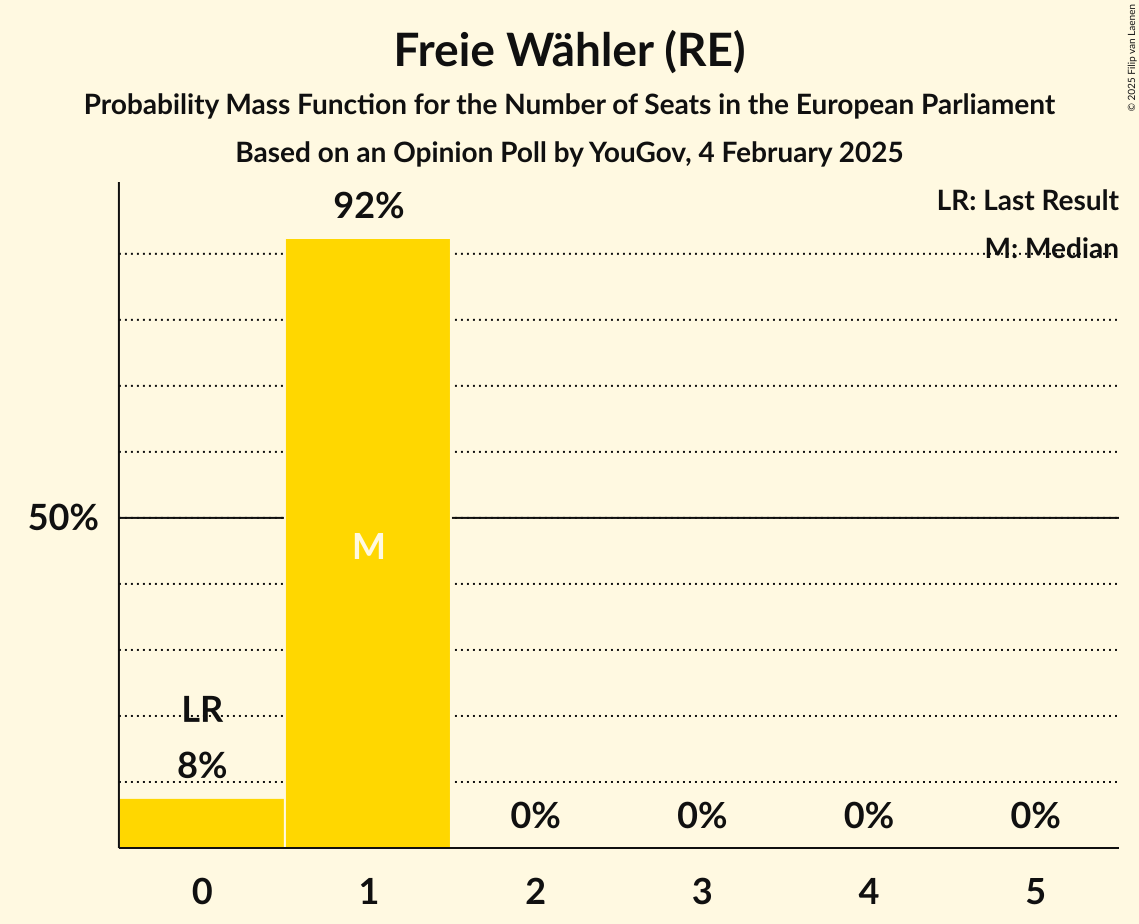 Freie Wähler (RE)
Probability Mass Function for the Number of Seats in the European Parliament
Based on an Opinion Poll by YouGov, 4 February 2025
© 2025 Filip van Laenen
LR: Last Result
M: Median
92%
50%
M
LR
8%
0%
0%
0%
0%
0
1
2
3
4
5